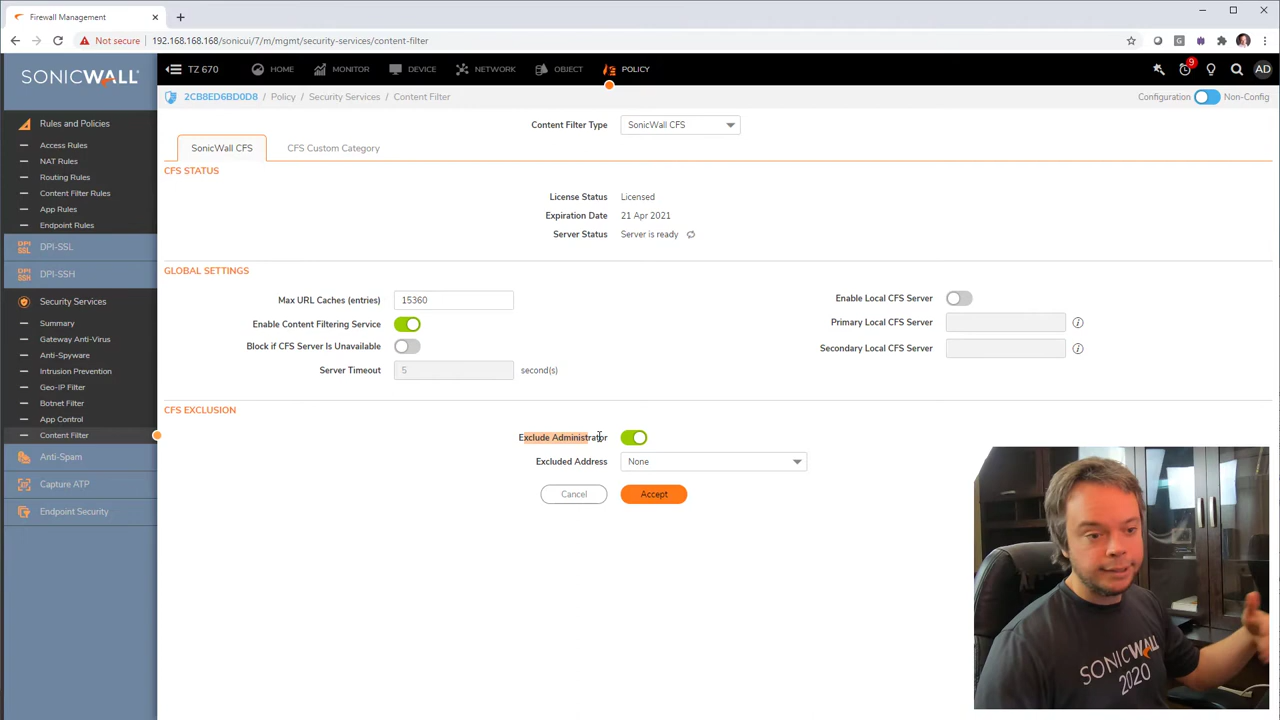 Firewall Management
Not secure 192.168.168.168/sonicui/7/m/mgmt/security-services/content-filter
SONICWALL
TZ 670 HOME MONITOR DEVICE NETWORK OBJECT POLICY 9 AD
2CB8ED6BD0D8 / Policy / Security Services / Content Filter Configuration Non-Config
Rules and Policies
Access Rules
NAT Rules
Routing Rules
Content Filter Rules
App Rules
Endpoint Rules
DPI-SSL
DPI-SSH
Security Services
Summary
Gateway Anti-Virus
Anti-Spyware
Intrusion Prevention
Geo-IP Filter
Botnet Filter
App Control
Content Filter
Anti-Spam
Capture ATP
Endpoint Security
Content Filter Type SonicWall CFS
SonicWall CFS CFS Custom Category
CFS STATUS
License Status Licensed
Expiration Date 21 Apr 2021
Server Status Server is ready
GLOBAL SETTINGS
Max URL Caches (entries) 15360
Enable Content Filtering Service
Block if CFS Server Is Unavailable
Server Timeout 5 second(s)
Enable Local CFS Server
Primary Local CFS Server
Secondary Local CFS Server
CFS EXCLUSION
Exclude Administrator
Excluded Address None
Cancel Accept
SONICWALL
2020